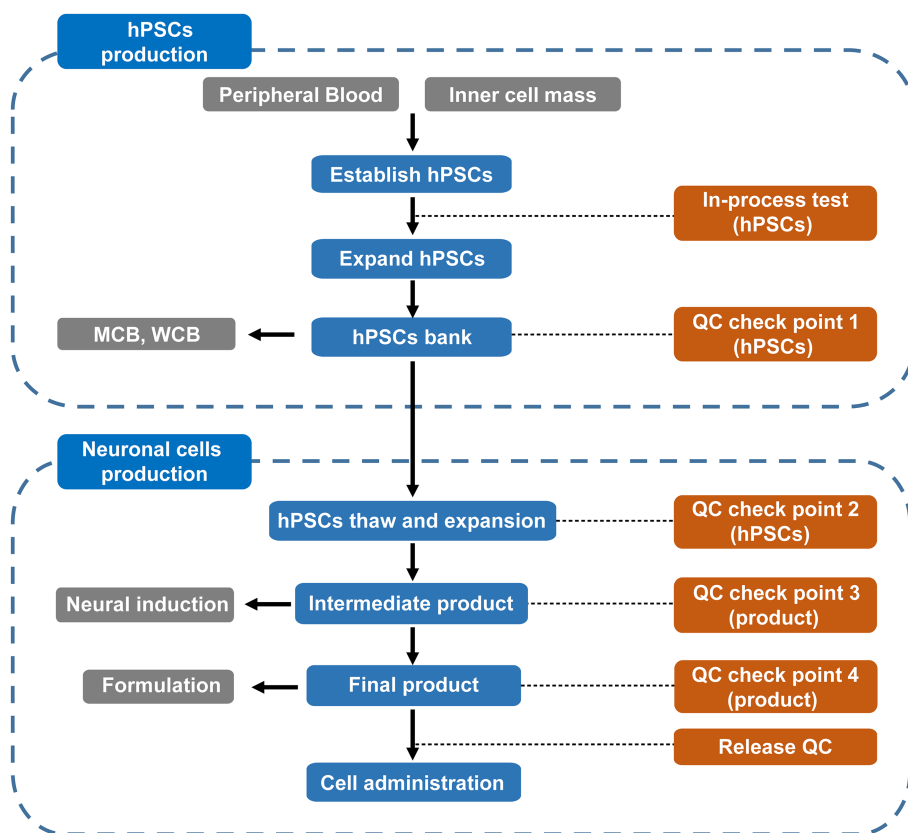 hPSCs
production
Peripheral Blood
Inner cell mass
Establish hPSCs
In-process test
(hPSCs)
Expand hPSCs
MCB, WCB
hPSCs bank
QC check point 1
(hPSCs)
Neuronal cells
production
hPSCs thaw and expansion
QC check point 2
(hPSCs)
Neural induction
Intermediate product
QC check point 3
(product)
Formulation
Final product
QC check point 4
(product)
Release QC
Cell administration